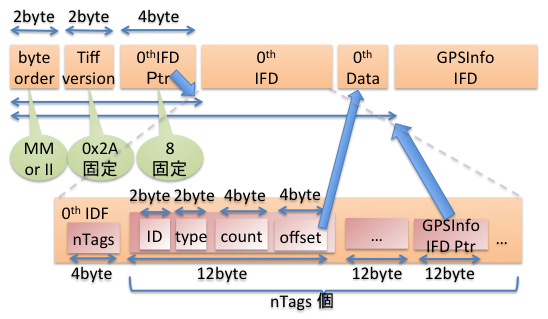 2byte 2byte 4byte
byte order
Tiff version
0thIFD Ptr
0th IFD
0th Data
GPSInfo IFD
MM or II
0x2A 固定
8 固定
2byte 2byte 4byte 4byte
0th IDF
nTags
ID type count offset
...
GPSInfo IFD Ptr
...
4byte 12byte 12byte 12byte
nTags 個